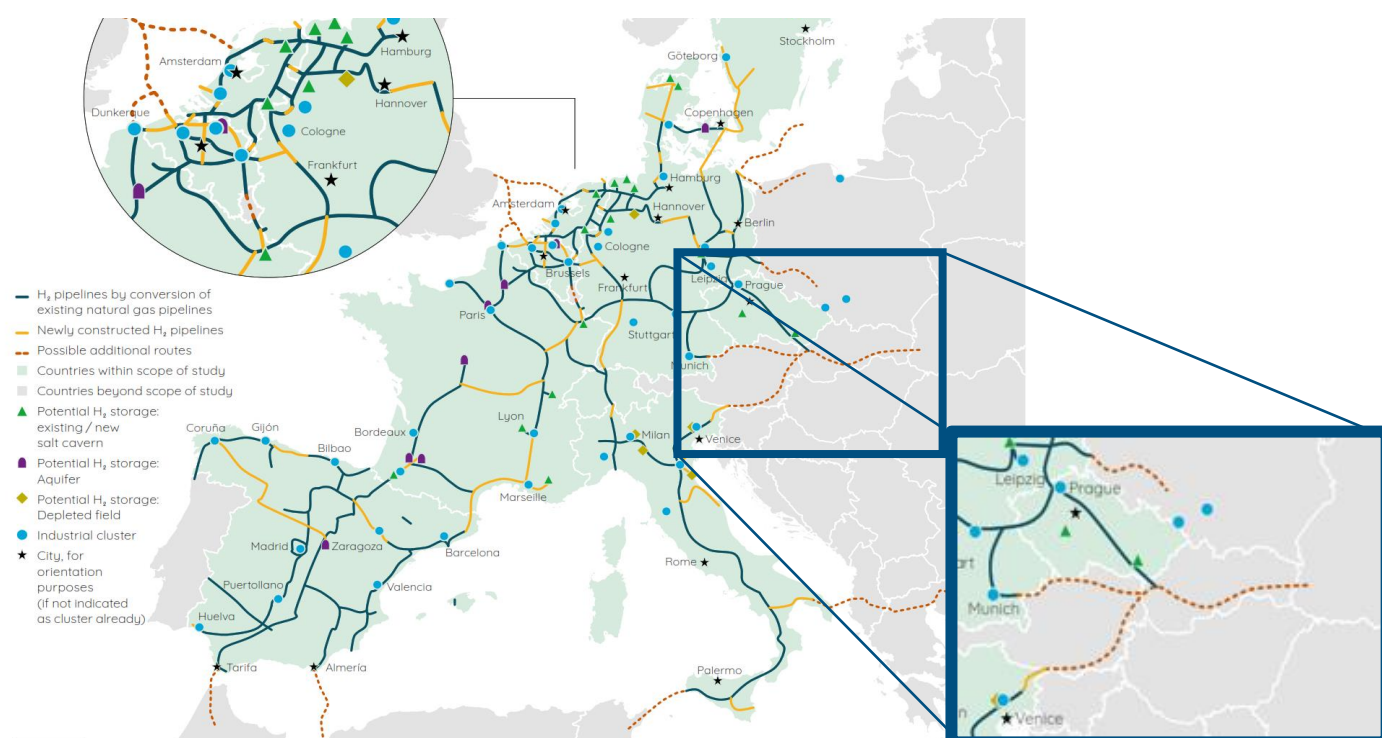 Amsterdam
Hamburg
Hannover
Dunkerque
Cologne
Frankfurt
Stockholm
Göteborg
Copenhagen
Hamburg
Amsterdam
Hannover
Berlin
Cologne
Brussels
Leipzig
Prague
Frankfurt
Paris
Stuttgart
Munich
Lyon
Milan
Venice
Coruña
Gijón
Bilbao
Bordeaux
Marseille
Madrid
Zaragoza
Barcelona
Rome
Puertollano
Valencia
Huelva
Tarifa
Almería
Palermo
H₂ pipelines by conversion of
existing natural gas pipelines
Newly constructed H₂ pipelines
Possible additional routes
Countries within scope of study
Countries beyond scope of study
Potential H₂ storage:
existing / new
salt cavern
Potential H₂ storage:
Aquifer
Potential H₂ storage:
Depleted field
Industrial cluster
City, for
orientation
purposes
(if not indicated
as cluster already)
Leipzig
Prague
art
Munich
n
Venice